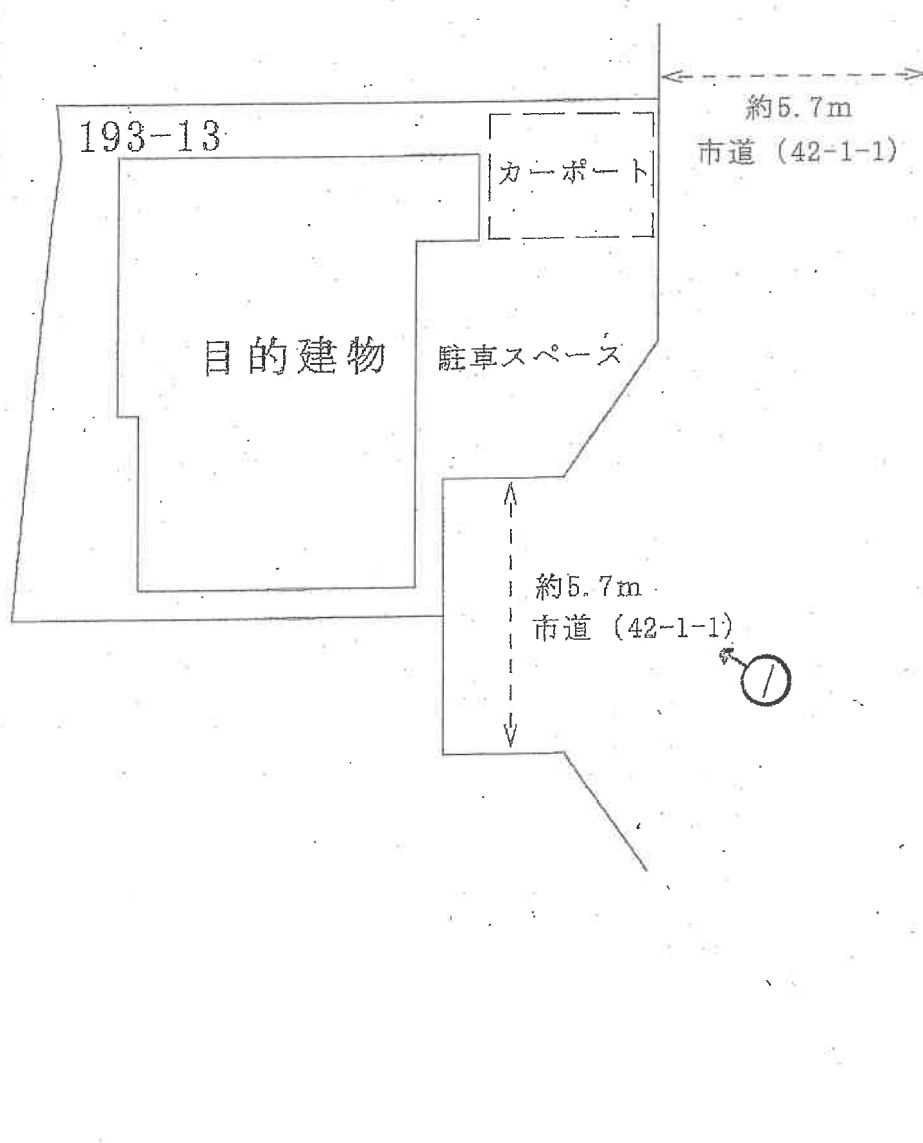 193-13
カーポート
約5.7m
市道 (42-1-1)
目的建物
駐車スペース
約5.7m
市道 (42-1-1)
1